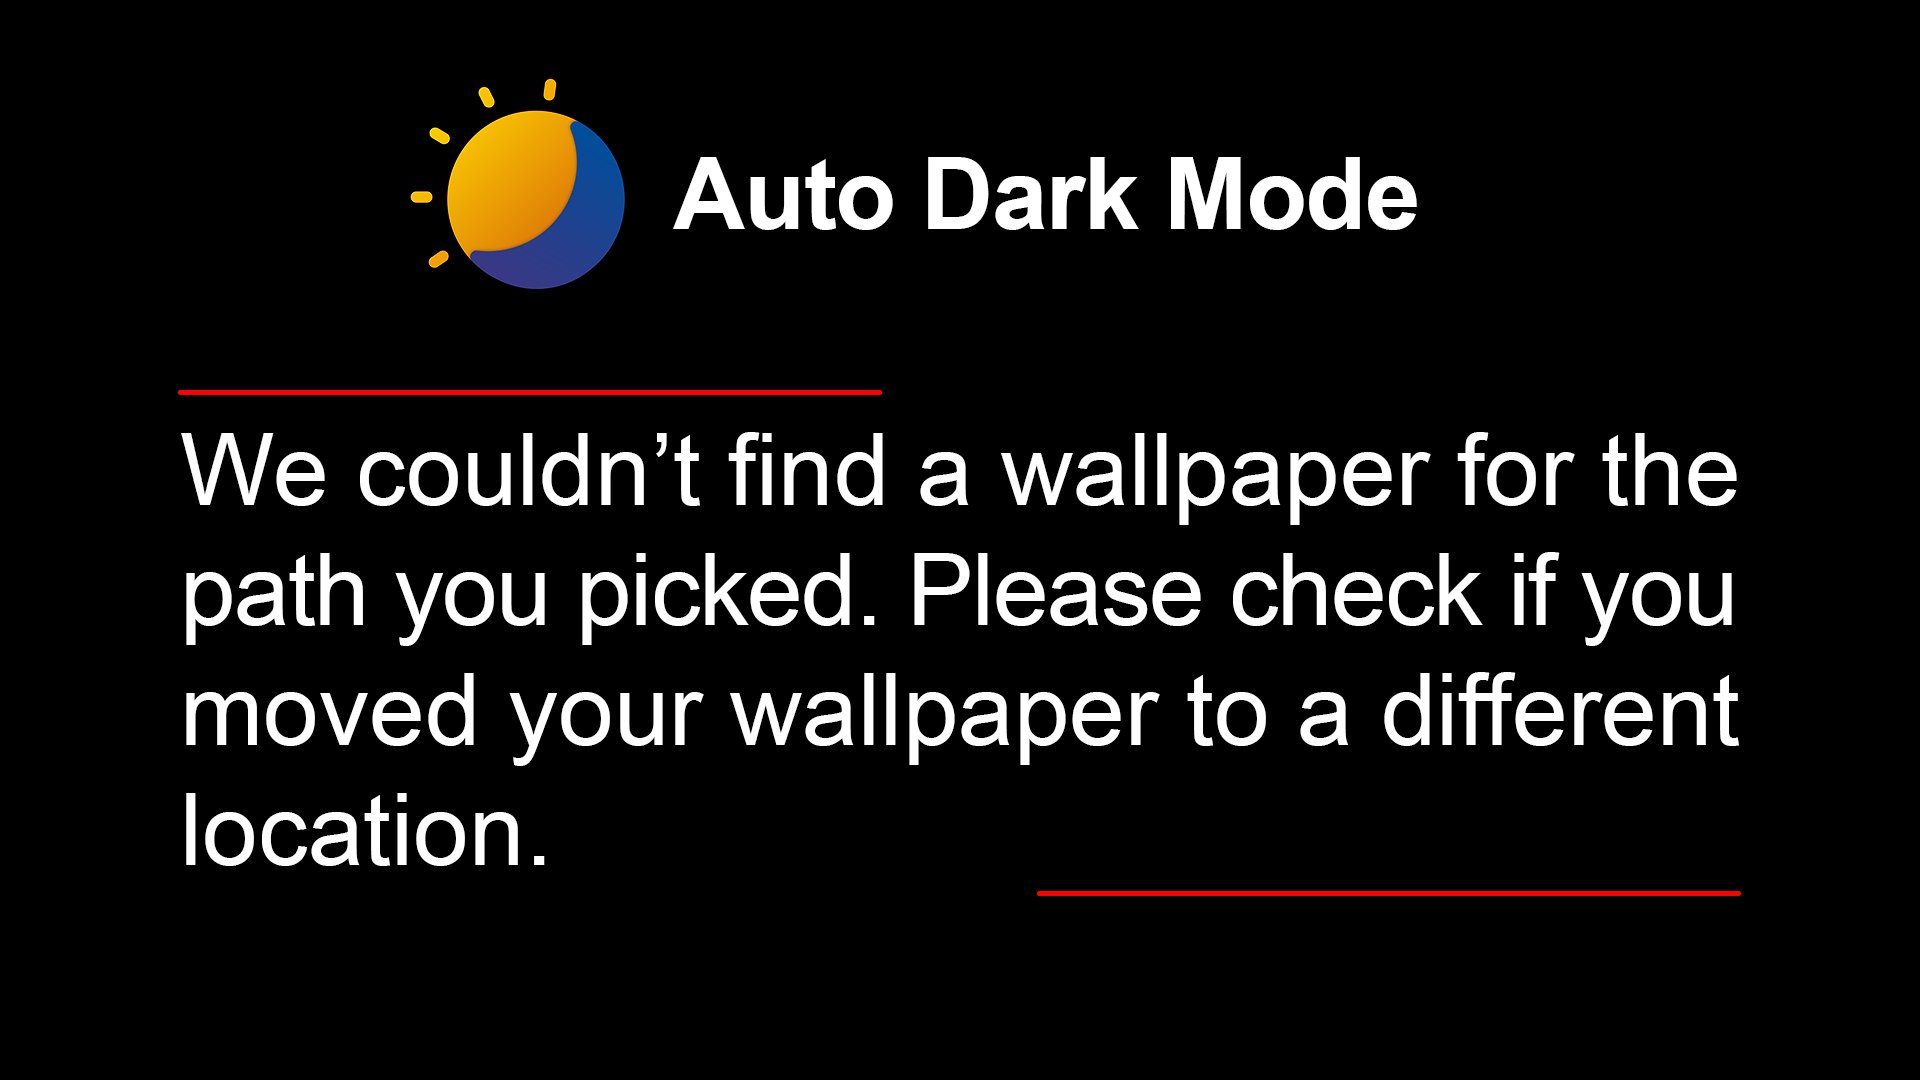 Auto Dark Mode
We couldn’t find a wallpaper for the
path you picked. Please check if you
moved your wallpaper to a different
location.